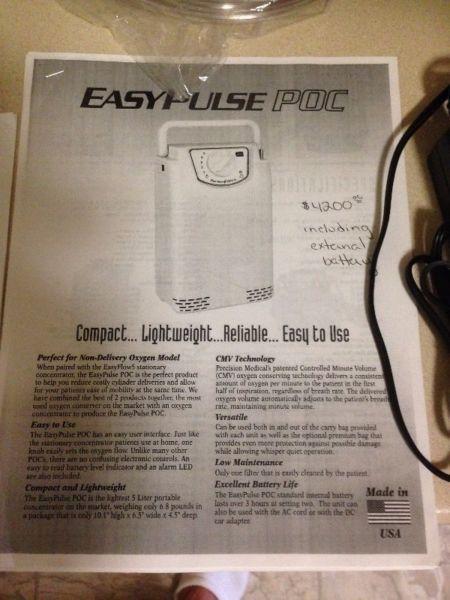 EASYPULSE POC
$4200 00
including
external
battery
Compact... Lightweight...Reliable... Easy to Use
Perfect for Non-Delivery Oxygen Model
When paired with the EasyFlow5 stationary
concentrator, the EasyPulse POC is the perfect product
to help you reduce costly cylinder deliveries and allow
for your patients ease of mobility at the same time. We
have combined the best of 2 products together, the most
used oxygen conserver on the market with an oxygen
concentrator to produce the EasyPulse POC.
Easy to Use
The EasyPulse POC has an easy user interface. Just like
the stationary concentrator patients use at home, one
knob easily sets the oxygen flow. Unlike many other
POC's, there are no confusing electronic controls. An
easy to read battery level indicator and an alarm LED
are also included.
Compact and Lightweight
The EasyPulse POC is the lightest 5 Liter portable
concentrator on the market, weighing only 6.8 pounds in
a package that is only 10.1" high x 6.5" wide x 4.5" deep.
CMV Technology
Precision Medical's patented Controlled Minute Volume
(CMV) oxygen conserving technology delivers a consistent
amount of oxygen per minute to the patient in the first
half of inspiration, regardless of breath rate. The delivered
oxygen volume automatically adjusts to the patient's breath
rate, maintaining minute volume.
Versatile
Can be used both in and out of the carry bag provided
with each unit as well as the optional premium bag that
provides even more protection against possible damage
while allowing whisper quiet operation.
Low Maintenance
Only one filter that is easily cleaned by the patient.
Excellent Battery Life
The EasyPulse POC standard internal battery
lasts over 3 hours at setting two. The unit can
also be used with the AC cord or with the DC
car adapter.
Made in
USA